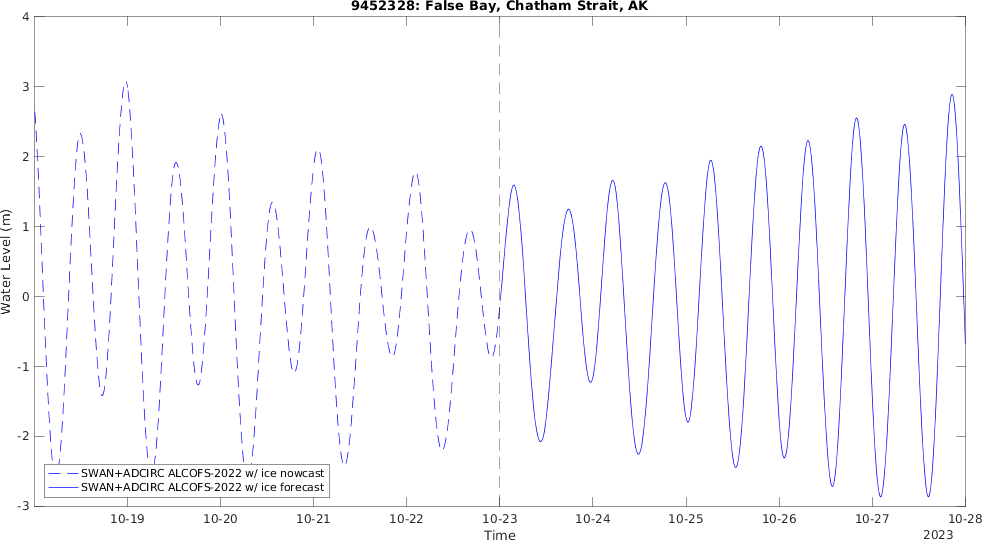 9452328: False Bay, Chatham Strait, AK
4
3
2
1
0
-1
-2
-3
Water Level (m)
SWAN+ADCIRC ALCOFS-2022 w/ ice nowcast
SWAN+ADCIRC ALCOFS-2022 w/ ice forecast
10-19 10-20 10-21 10-22 10-23 10-24 10-25 10-26 10-27 10-28
Time
2023